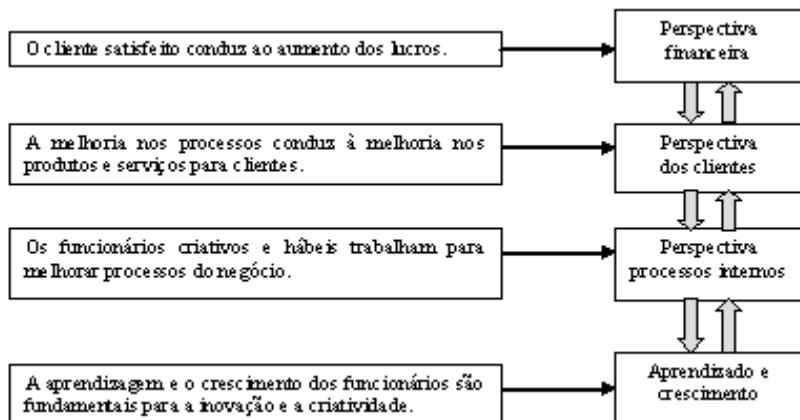 O cliente satisfeito conduz ao aumento dos lucros.
Perspectiva
financeira
A melhoria nos processos conduz à melhoria nos
produtos e serviços para clientes.
Perspectiva
dos clientes
Os funcionários criativos e hábeis trabalham para
melhorar processos do negócio.
Perspectiva
processos internos
A aprendizagem e o crescimento dos funcionários são
fundamentais para a inovação e a criatividade.
Aprendizado e
crescimento